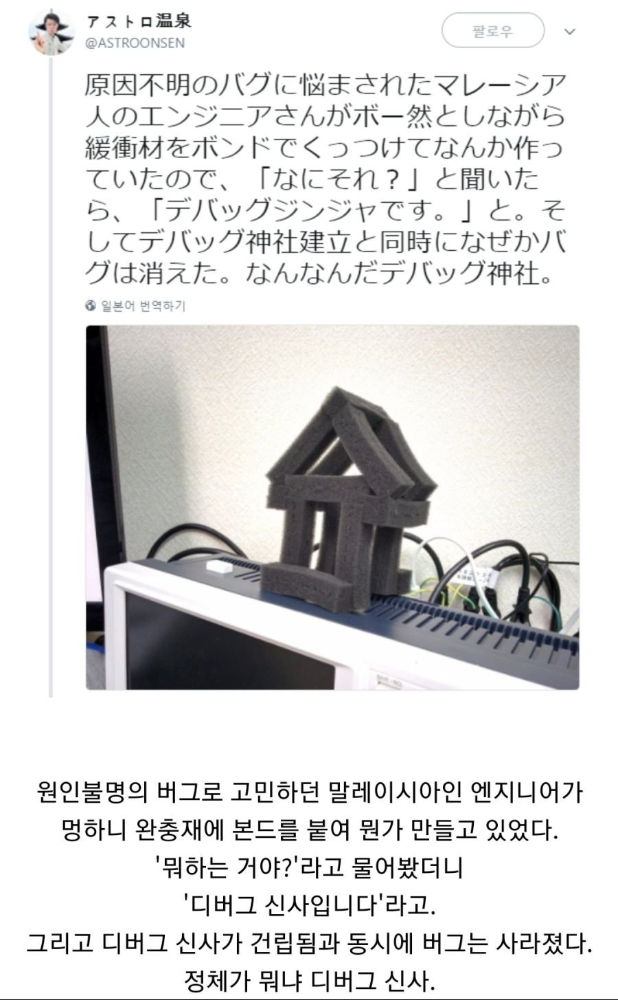 アストロ温泉
@ASTROONSEN
팔로우
原因不明のバグに悩まされたマレーシア
人のエンジニアさんがボー然としながら
緩衝材をボンドでくっつけてなんか作っ
ていたので、「なにそれ？」と聞いた
ら、「デバッグジンジャです。」と。そ
してデバッグ神社建立と同時になぜかバ
グは消えた。なんなんだデバッグ神社。
일본어 번역하기
원인불명의 버그로 고민하던 말레이시아인 엔지니어가
멍하니 완충재에 본드를 붙여 뭔가 만들고 있었다.
'뭐하는 거야?'라고 물어봤더니
'디버그 신사입니다'라고.
그리고 디버그 신사가 건립됨과 동시에 버그는 사라졌다.
정체가 뭐냐 디버그 신사.